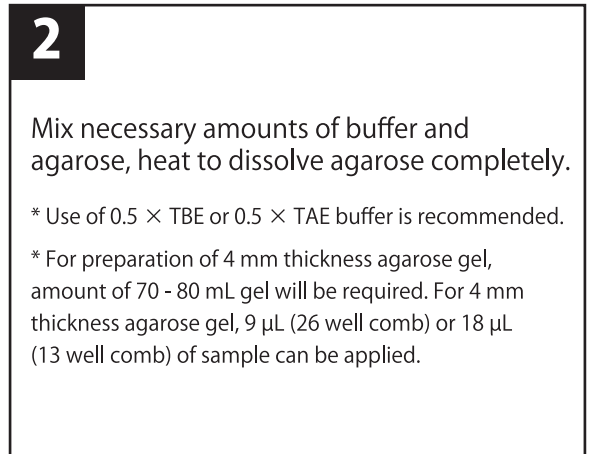 2
Mix necessary amounts of buffer and
agarose, heat to dissolve agarose completely.
* Use of 0.5 × TBE or 0.5 × TAE buffer is recommended.
* For preparation of 4 mm thickness agarose gel,
amount of 70 - 80 mL gel will be required. For 4 mm
thickness agarose gel, 9 μL (26 well comb) or 18 μL
(13 well comb) of sample can be applied.